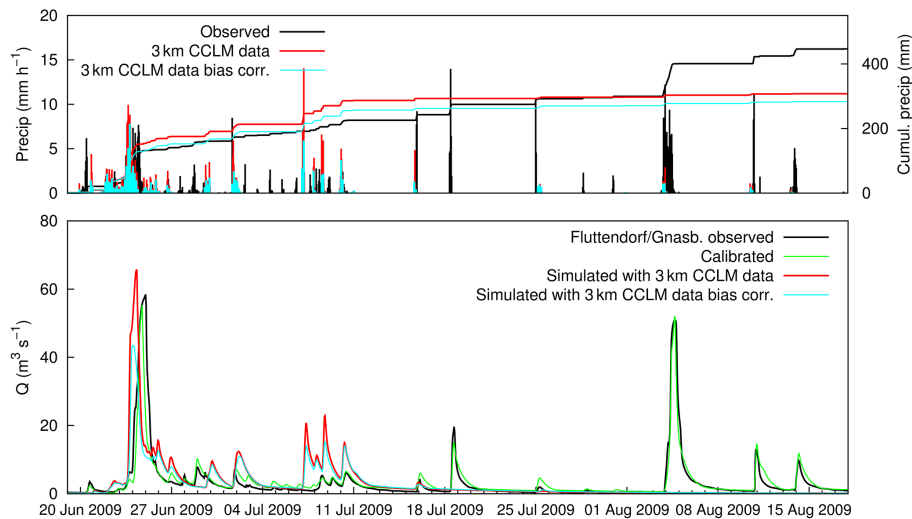 20
15
10
5
0
Precip (mm h⁻¹)
Observed
3 km CCLM data
3 km CCLM data bias corr.
400
200
0
Cumul. precip (mm)
80
60
40
20
0
Q (m³ s⁻¹)
Fluttendorf/Gnasb. observed
Calibrated
Simulated with 3 km CCLM data
Simulated with 3 km CCLM data bias corr.
20 Jun 2009 27 Jun 2009 04 Jul 2009 11 Jul 2009 18 Jul 2009 25 Jul 2009 01 Aug 2009 08 Aug 2009 15 Aug 2009